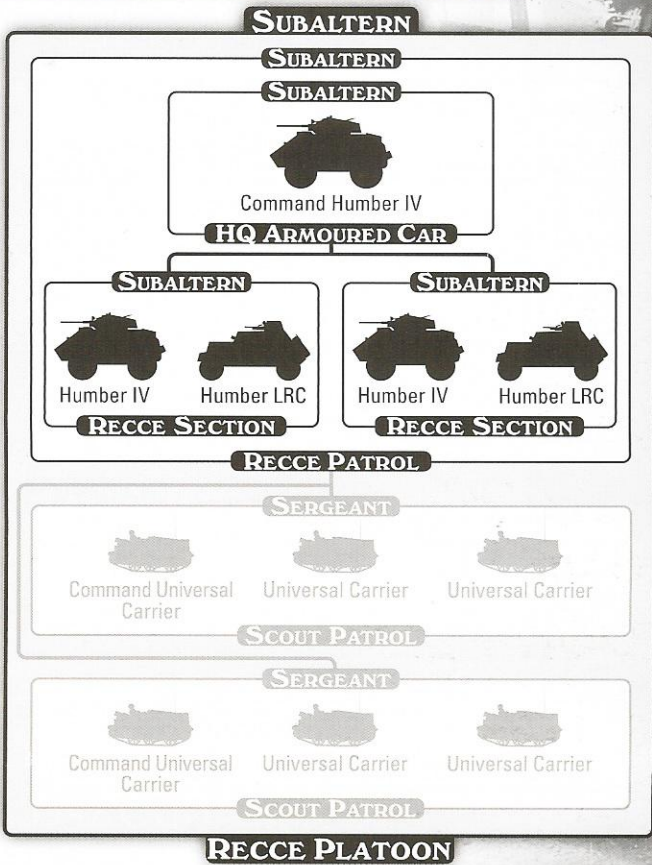 SUBALTERN
SUBALTERN
SUBALTERN
Command Humber IV
HQ ARMOURED CAR
SUBALTERN
SUBALTERN
Humber IV
Humber LRC
Humber IV
Humber LRC
RECCE SECTION
RECCE SECTION
RECCE PATROL
SERGEANT
Command Universal
Carrier
Universal Carrier
Universal Carrier
SCOUT PATROL
SERGEANT
Command Universal
Carrier
Universal Carrier
Universal Carrier
SCOUT PATROL
RECCE PLATOON